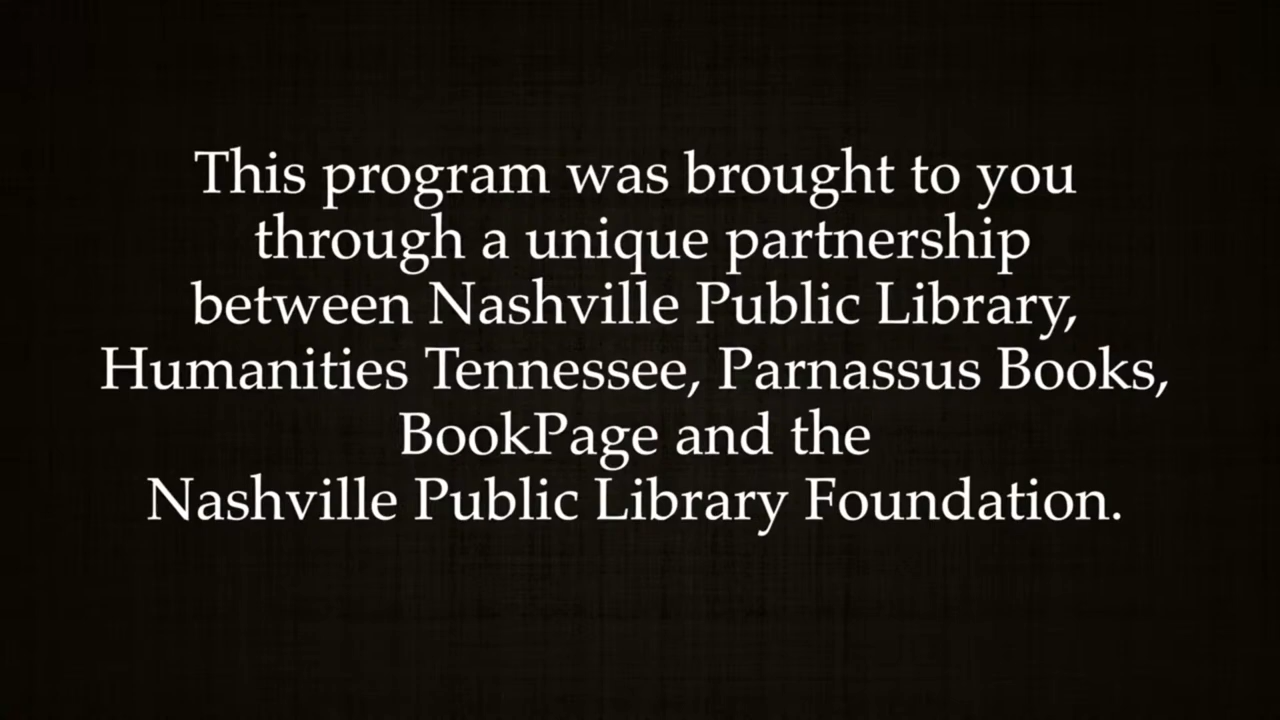 This program was brought to you
through a unique partnership
between Nashville Public Library,
Humanities Tennessee, Parnassus Books,
BookPage and the
Nashville Public Library Foundation.